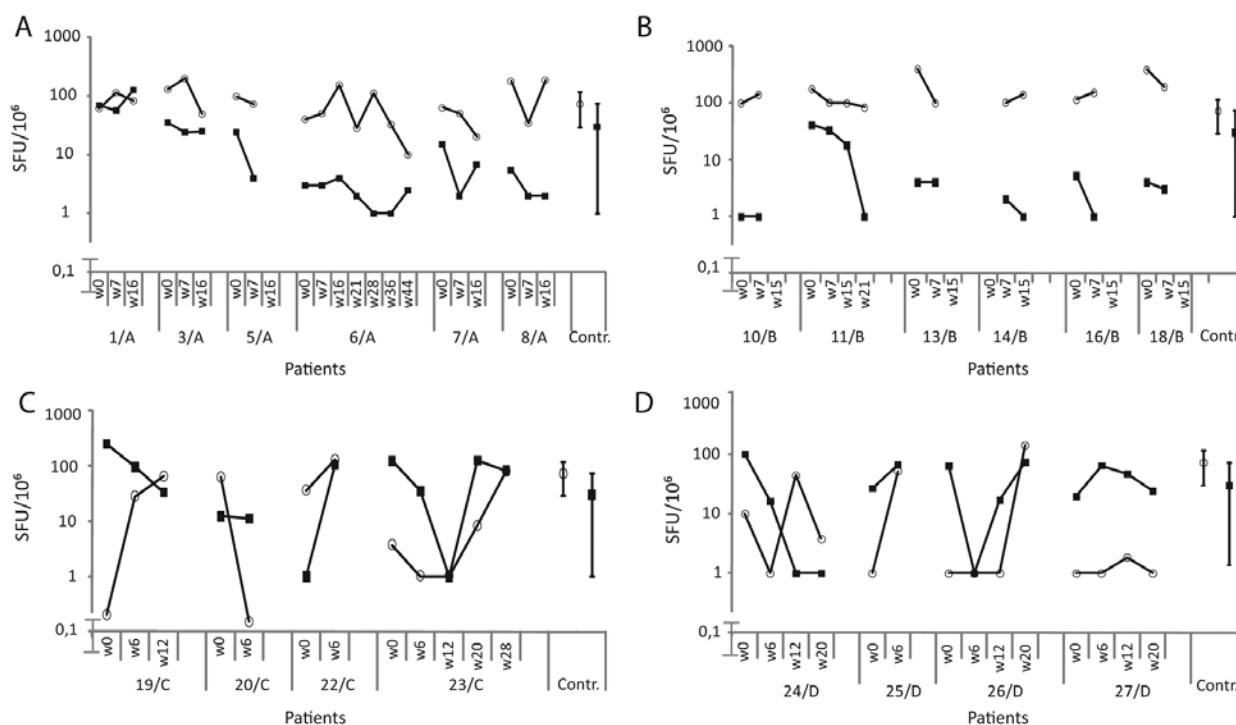 A
SFU/10⁶
1000
100
10
1
0,1
w0 w7 w16 w0 w7 w16 w0 w7 w16 w0 w7 w16 w21 w28 w36 w44 w0 w7 w16 w0 w7 w16
1/A 3/A 5/A 6/A 7/A 8/A Contr.
Patients
B
SFU/10⁶
1000
100
10
1
0,1
w0 w7 w15 w0 w7 w15 w21 w0 w7 w15 w0 w7 w15 w0 w7 w15 w0 w7 w15
10/B 11/B 13/B 14/B 16/B 18/B Contr.
Patients
C
SFU/10⁶
1000
100
10
1
0,1
w0 w6 w12 w0 w6 w0 w6 w0 w6 w12 w20 w28
19/C 20/C 22/C 23/C Contr.
Patients
D
SFU/10⁶
1000
100
10
1
0,1
w0 w6 w12 w20 w0 w6 w0 w6 w12 w20 w0 w6 w12 w20
24/D 25/D 26/D 27/D Contr.
Patients